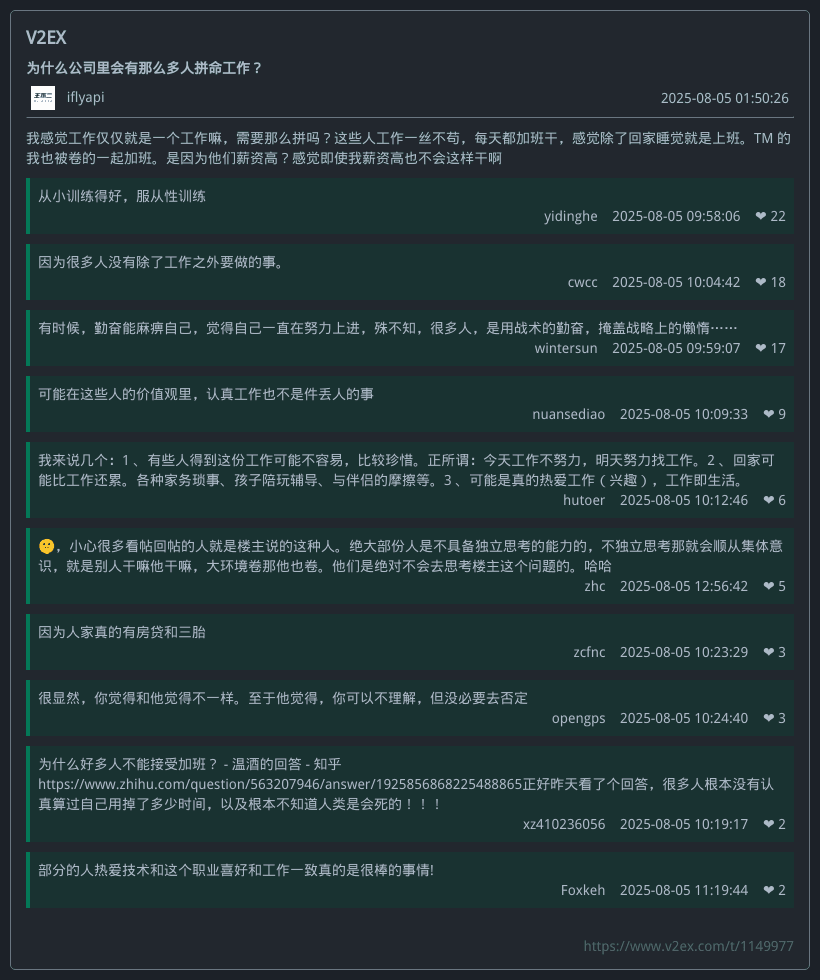 V2EX
为什么公司里会有那么多人拼命工作？
iflyapi 2025-08-05 01:50:26
我感觉工作仅仅就是一个工作嘛，需要那么拼吗？这些人工作一丝不苟，每天都加班干，感觉除了回家睡觉就是上班。TM 的
我也被卷的一起加班。是因为他们薪资高？感觉即使我薪资高也不会这样干啊
从小训练得好，服从性训练
yidinghe 2025-08-05 09:58:06 ❤ 22
因为很多人没有除了工作之外要做的事。
cwcc 2025-08-05 10:04:42 ❤ 18
有时候，勤奋能麻痹自己，觉得自己一直在努力上进，殊不知，很多人，是用战术的勤奋，掩盖战略上的懒惰……
wintersun 2025-08-05 09:59:07 ❤ 17
可能在这些人的价值观里，认真工作也不是件丢人的事
nuansediao 2025-08-05 10:09:33 ❤ 9
我来说几个：1 、有些人得到这份工作可能不容易，比较珍惜。正所谓：今天工作不努力，明天努力找工作。2 、回家可
能比工作还累。各种家务琐事、孩子陪玩辅导、与伴侣的摩擦等。3 、可能是真的热爱工作（兴趣），工作即生活。
hutoer 2025-08-05 10:12:46 ❤ 6
🤫，小心很多看帖回帖的人就是楼主说的这种人。绝大部份人是不具备独立思考的能力的，不独立思考那就会顺从集体意
识，就是别人干嘛他干嘛，大环境卷那他也卷。他们是绝对不会去思考楼主这个问题的。哈哈
zhc 2025-08-05 12:56:42 ❤ 5
因为人家真的有房贷和三胎
zcfnc 2025-08-05 10:23:29 ❤ 3
很显然，你觉得和他觉得不一样。至于他觉得，你可以不理解，但没必要去否定
opengps 2025-08-05 10:24:40 ❤ 3
为什么好多人不能接受加班？ - 温酒的回答 - 知乎
https://www.zhihu.com/question/563207946/answer/1925856868225488865正好昨天看了个回答，很多人根本没有认
真算过自己用掉了多少时间，以及根本不知道人类是会死的！！！
xz410236056 2025-08-05 10:19:17 ❤ 2
部分的人热爱技术和这个职业喜好和工作一致真的是很棒的事情!
Foxkeh 2025-08-05 11:19:44 ❤ 2
https://www.v2ex.com/t/1149977